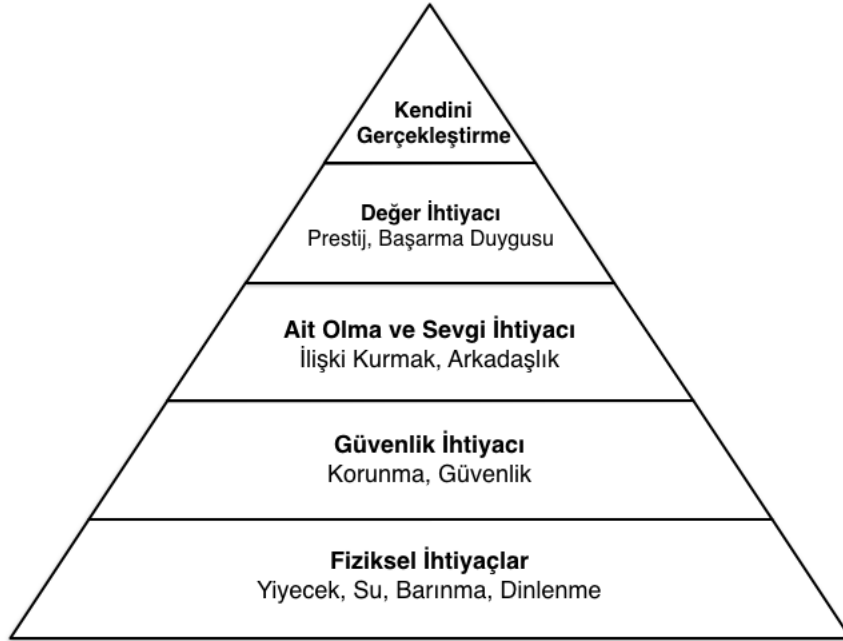 Kendini
Gerçekleştirme
Değer İhtiyacı
Prestij, Başarma Duygusu
Ait Olma ve Sevgi İhtiyacı
İlişki Kurmak, Arkadaşlık
Güvenlik İhtiyacı
Korunma, Güvenlik
Fiziksel İhtiyaçlar
Yiyecek, Su, Barınma, Dinlenme